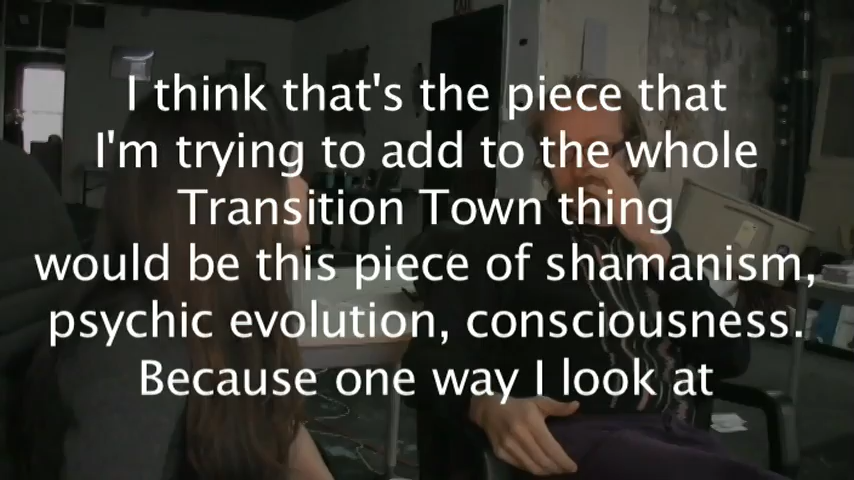 I think that's the piece that
I'm trying to add to the whole
Transition Town thing
would be this piece of shamanism,
psychic evolution, consciousness.
Because one way I look at